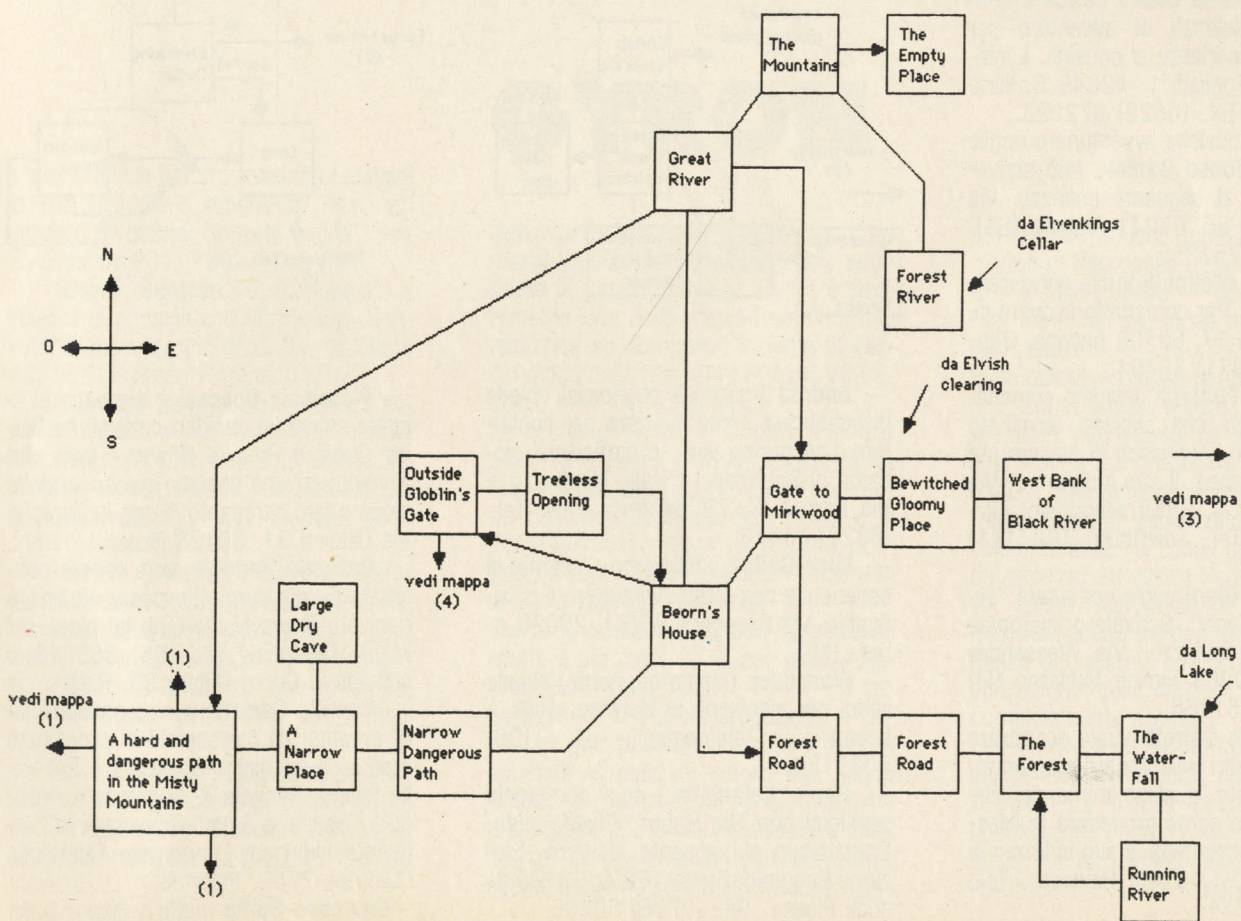 The
Mountains
The
Empty
Place
Great
River
N
O
E
S
da Elvenkings
Cellar
Forest
River
da Elvish
clearing
Outside
Globlin's
Gate
Treeless
Opening
Gate to
Mirkwood
Bewitched
Gloomy
Place
West Bank
of
Black River
vedi mappa
(3)
vedi mappa
(4)
Beorn's
House
Large
Dry
Cave
da Long
Lake
(1)
vedi mappa
(1)
A hard and
dangerous path
in the Misty
Mountains
A
Narrow
Place
Narrow
Dangerous
Path
Forest
Road
Forest
Road
The
Forest
The
Water-
Fall
(1)
Running
River